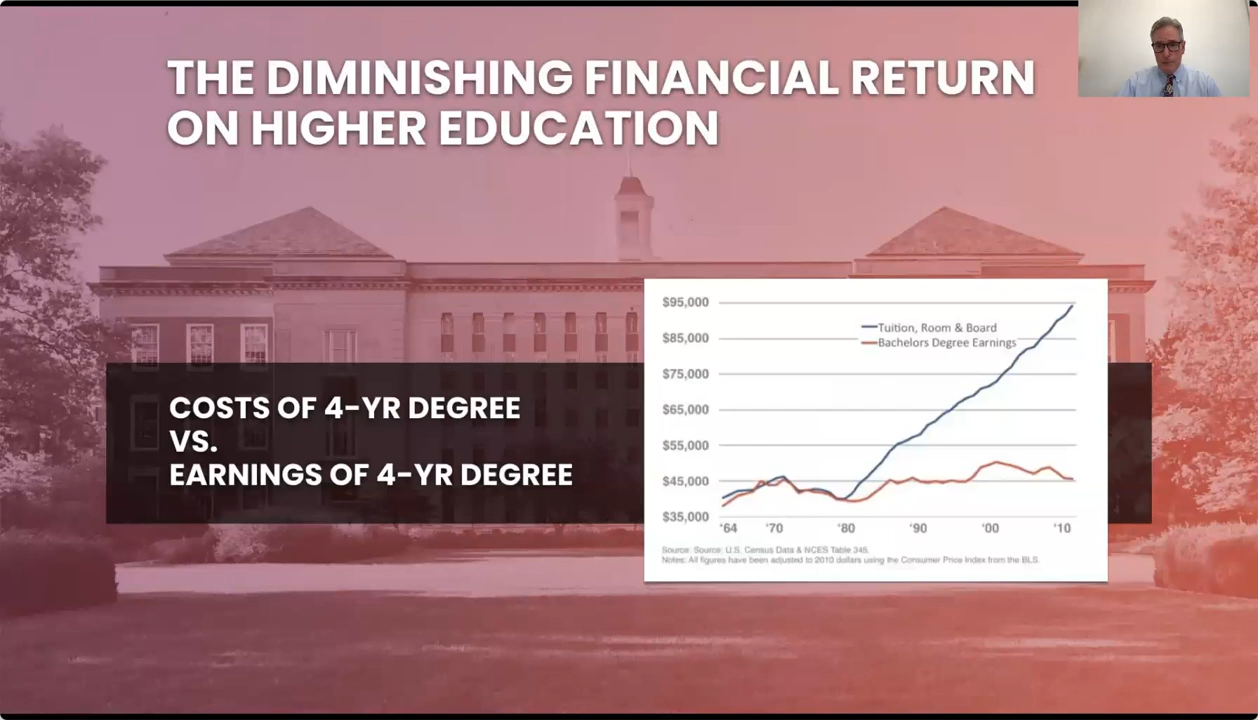 THE DIMINISHING FINANCIAL RETURN
ON HIGHER EDUCATION
COSTS OF 4-YR DEGREE
VS.
EARNINGS OF 4-YR DEGREE
$95,000
$85,000
$75,000
$65,000
$55,000
$45,000
$35,000
Tuition, Room & Board
Bachelors Degree Earnings
'64 '70 '80 '90 '00 '10
Source: Source: U.S. Census Data & NCES Table 345.
Notes: All figures have been adjusted to 2010 dollars using the Consumer Price Index from the BLS.